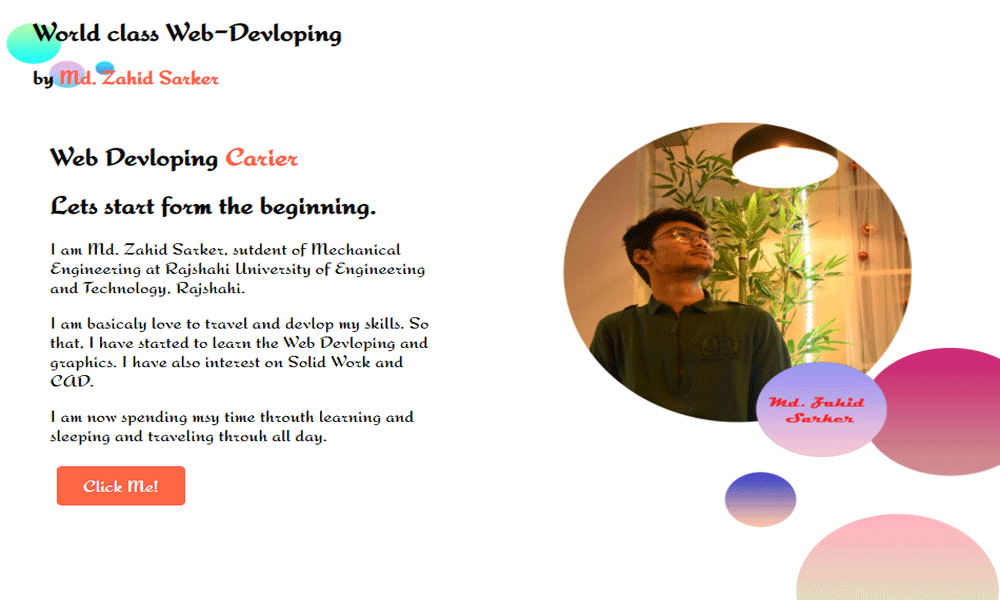 World class Web-Devloping
by Md. Zahid Sarker
Web Devloping Carier
Lets start form the beginning.
I am Md. Zahid Sarker, sutdent of Mechanical
Engineering at Rajshahi University of Engineering
and Technology, Rajshahi.
I am basicaly love to travel and devlop my skills. So
that, I have started to learn the Web Devloping and
graphics. I have also interest on Solid Work and
CAD.
I am now spending msy time throuth learning and
sleeping and traveling throuh all day.
Click Me!
Md. Zahid
Sarker